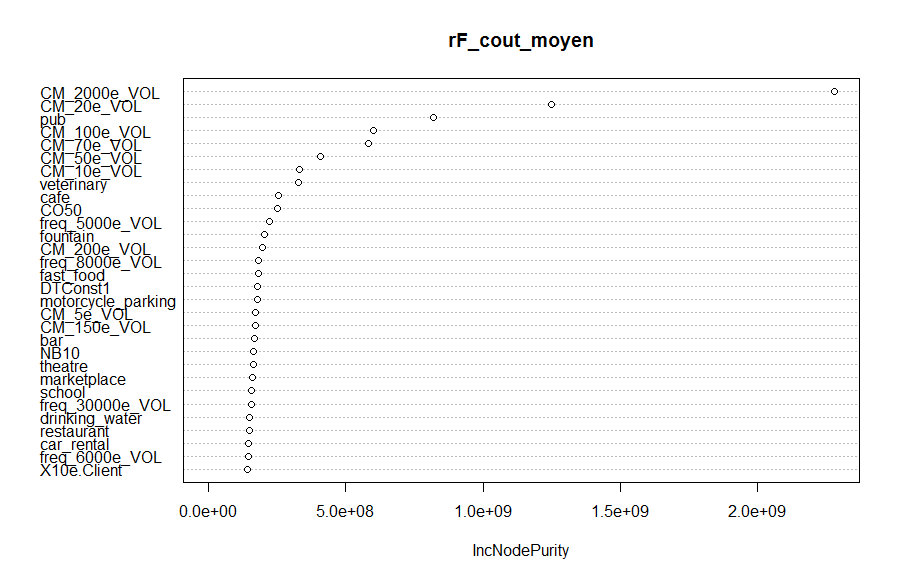 rF_cout_moyen
CM_2000e_VOL
CM_20e_VOL
pub
CM_100e_VOL
CM_70e_VOL
CM_50e_VOL
CM_10e_VOL
veterinary
cafe
CO50
freq_5000e_VOL
fountain
CM_200e_VOL
freq_8000e_VOL
fast_food
DTConst1
motorcycle_parking
CM_5e_VOL
CM_150e_VOL
bar
NB10
theatre
marketplace
school
freq_30000e_VOL
drinking_water
restaurant
car_rental
freq_6000e_VOL
X10e.Client
0.0e+00 5.0e+08 1.0e+09 1.5e+09 2.0e+09
IncNodePurity